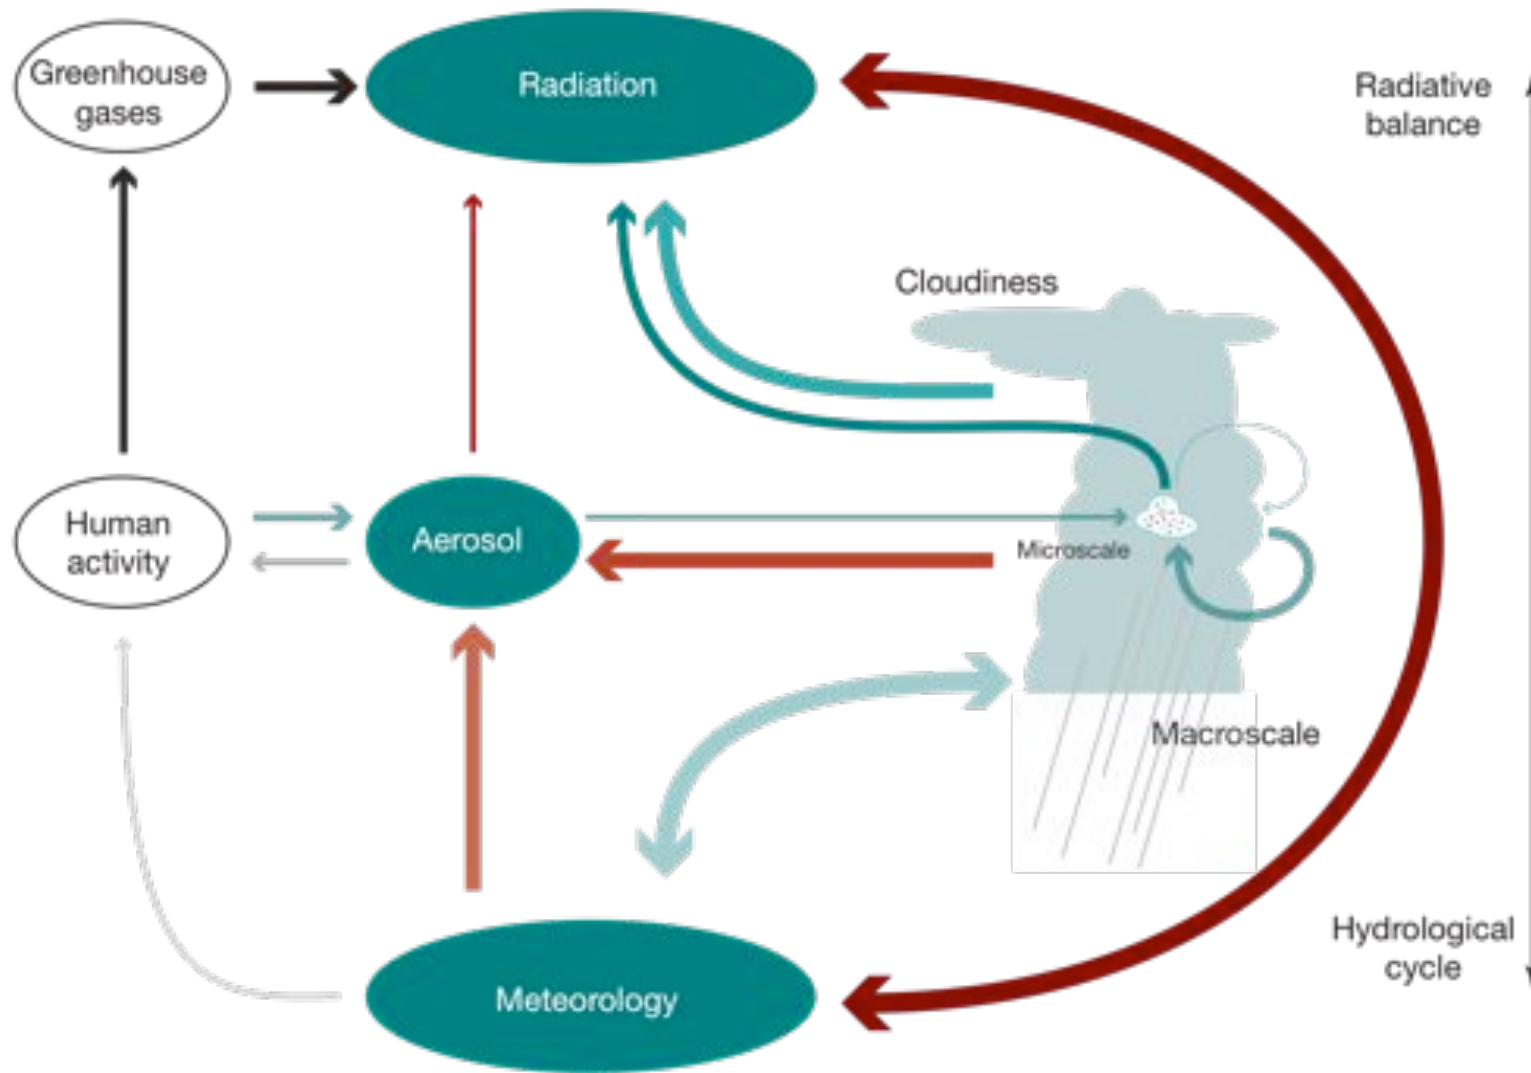 Greenhouse
gases
Radiation
Radiative
balance
Cloudiness
Human
activity
Aerosol
Microscale
Macroscale
Hydrological
cycle
Meteorology